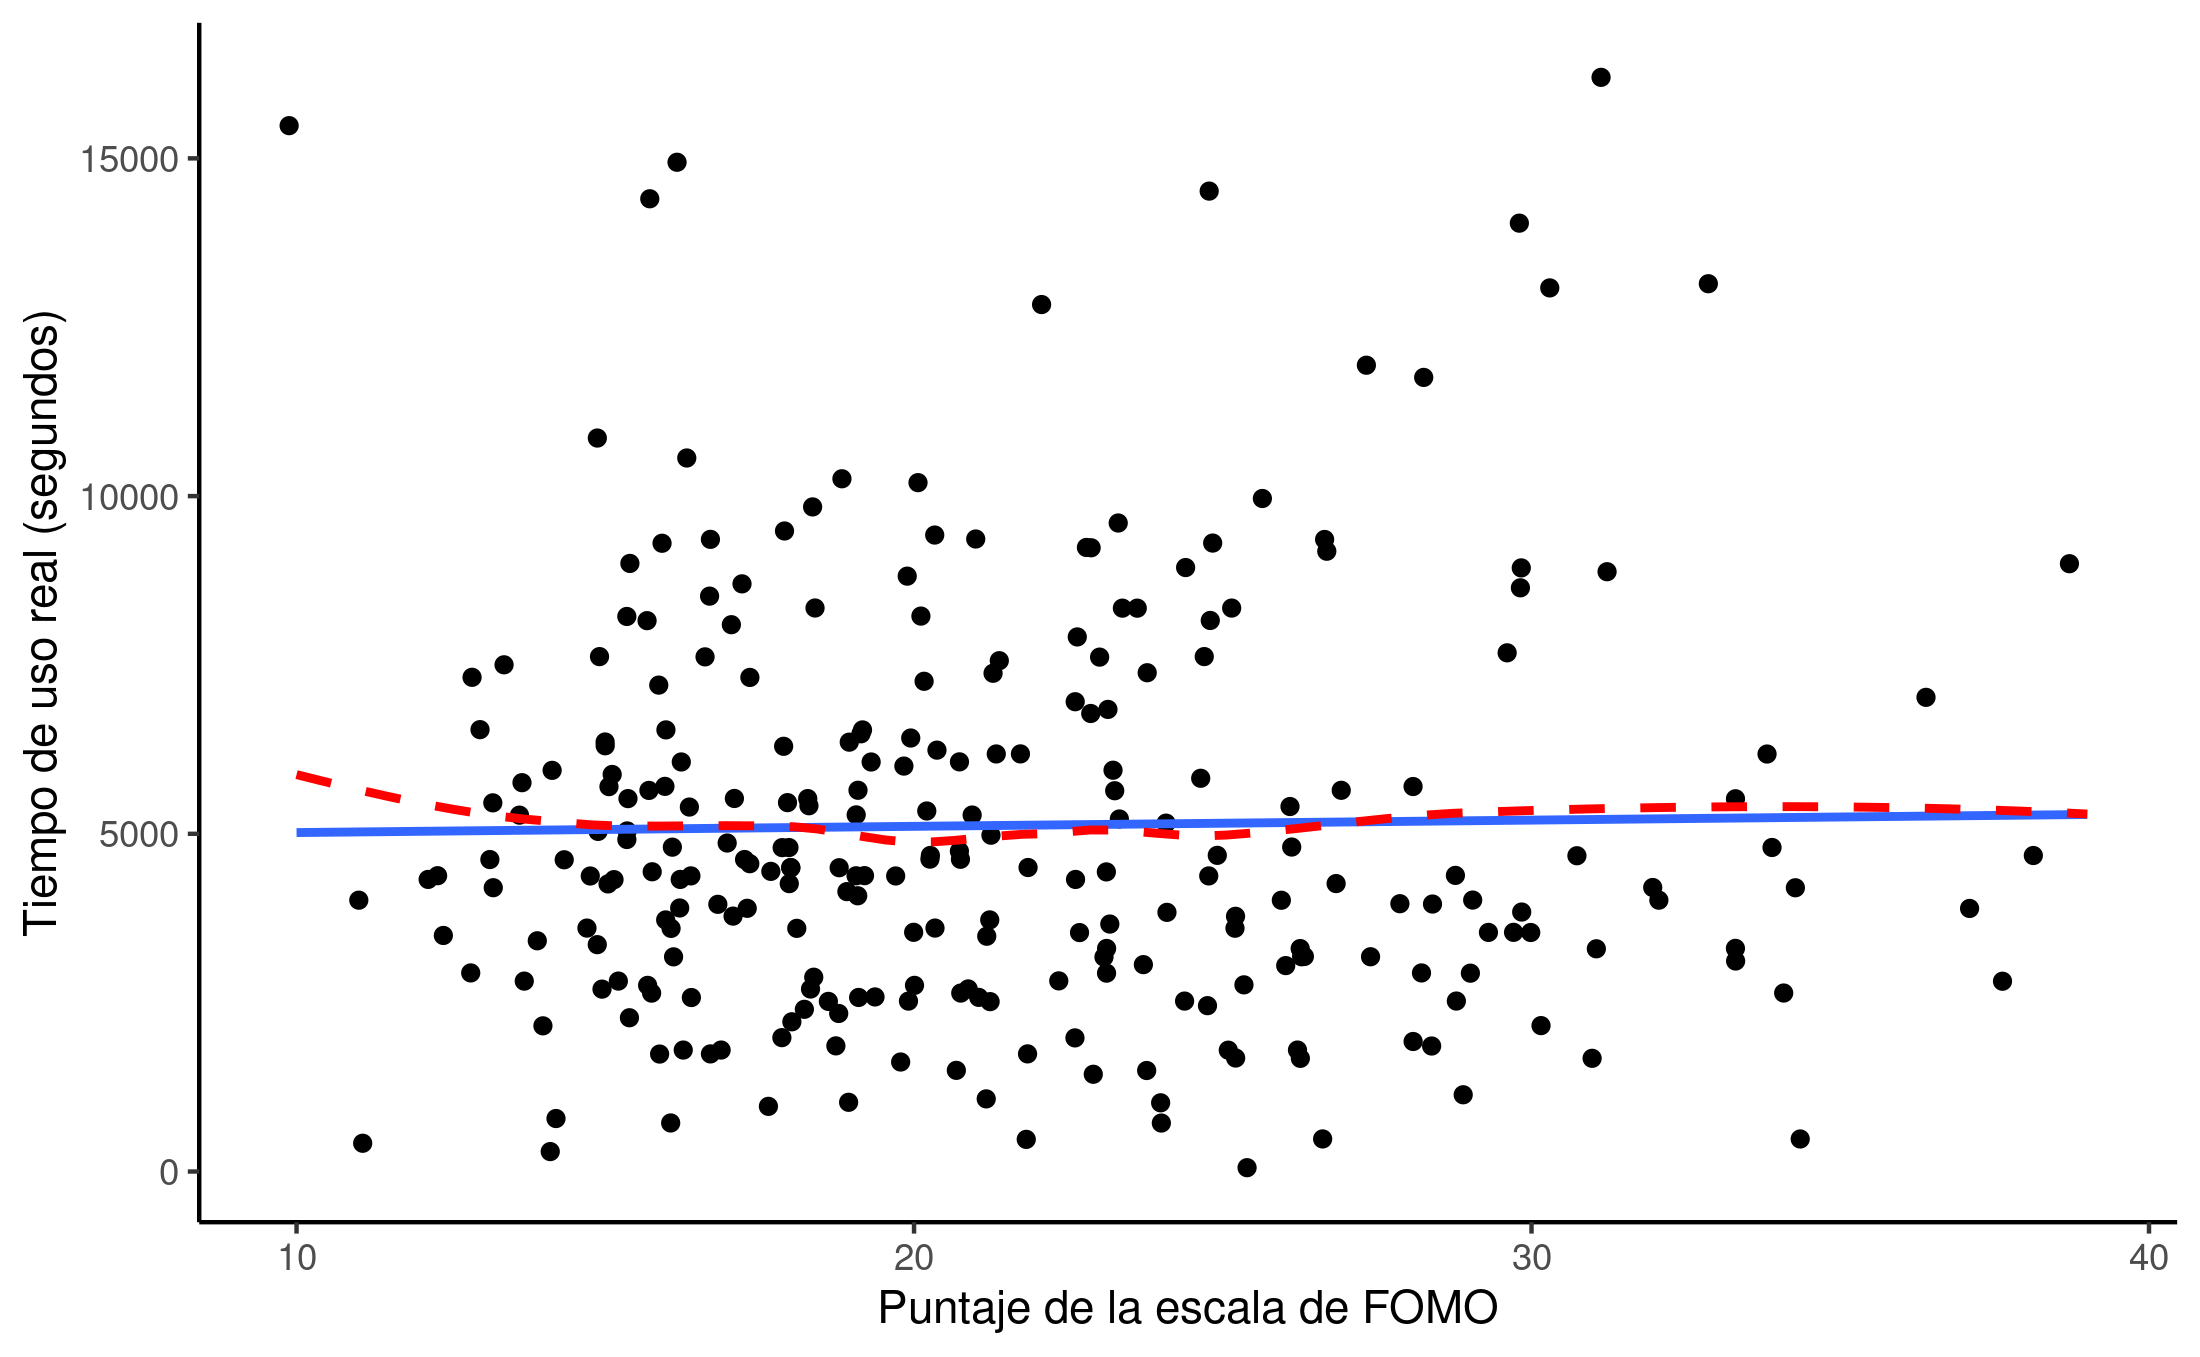 Tiempo de uso real (segundos)
15000
10000
5000
0
10 20 30 40
Puntaje de la escala de FOMO